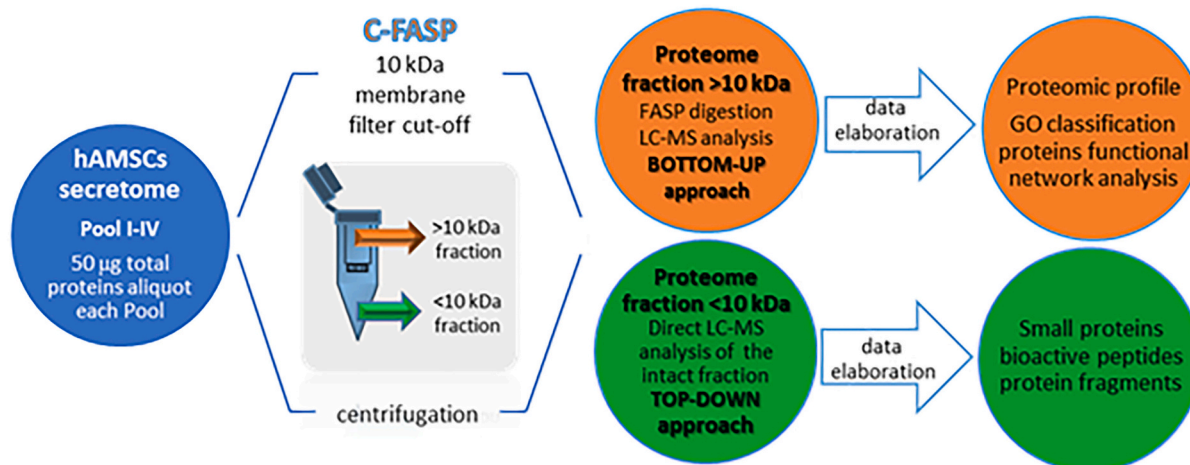 hAMSCs
secretome
Pool I-IV
50 µg total
proteins aliquot
each Pool
C-FASP
10 kDa
membrane
filter cut-off
>10 kDa
fraction
<10 kDa
fraction
centrifugation
Proteome
fraction >10 kDa
FASP digestion
LC-MS analysis
BOTTOM-UP
approach
data
elaboration
Proteomic profile
GO classification
proteins functional
network analysis
Proteome
fraction <10 kDa
Direct LC-MS
analysis of the
intact fraction
TOP-DOWN
approach
data
elaboration
Small proteins
bioactive peptides
protein fragments